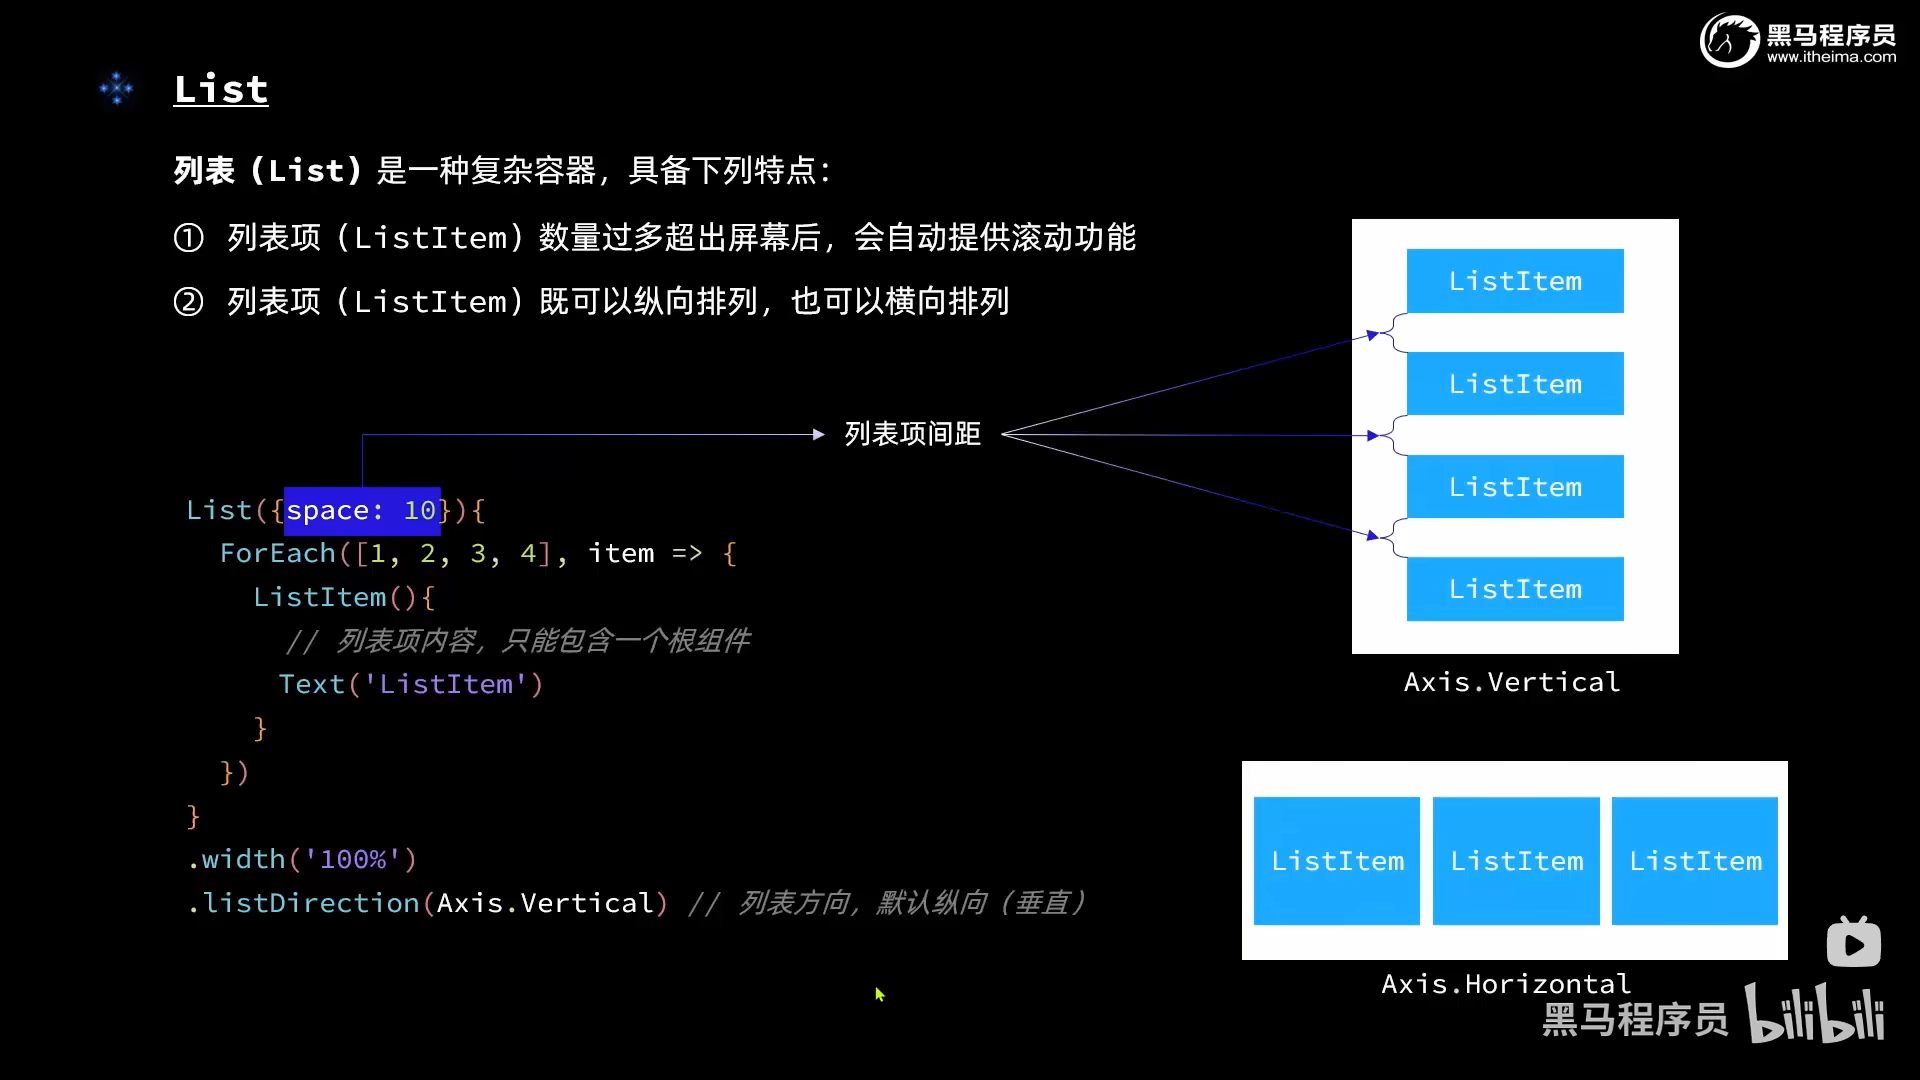 黑马程序员
www.itheima.com
List
列表（List）是一种复杂容器，具备下列特点：
① 列表项（ListItem）数量过多超出屏幕后，会自动提供滚动功能
② 列表项（ListItem）既可以纵向排列，也可以横向排列
列表项间距
List({space: 10}){
ForEach([1, 2, 3, 4], item => {
ListItem(){
// 列表项内容，只能包含一个根组件
Text('ListItem')
}
})
}
.width('100%')
.listDirection(Axis.Vertical) // 列表方向，默认纵向（垂直）
ListItem
ListItem
ListItem
ListItem
Axis.Vertical
ListItem ListItem ListItem
Axis.Horizontal
黑马程序员 bilibili